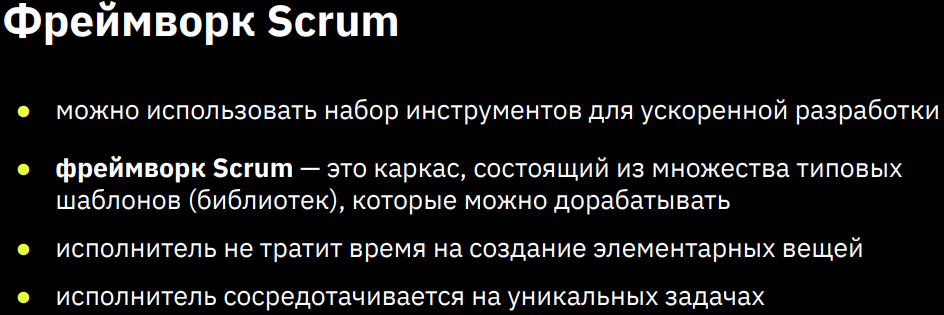 Фреймворк Scrum
● можно использовать набор инструментов для ускоренной разработки
● фреймворк Scrum — это каркас, состоящий из множества типовых
шаблонов (библиотек), которые можно дорабатывать
● исполнитель не тратит время на создание элементарных вещей
● исполнитель сосредотачивается на уникальных задачах